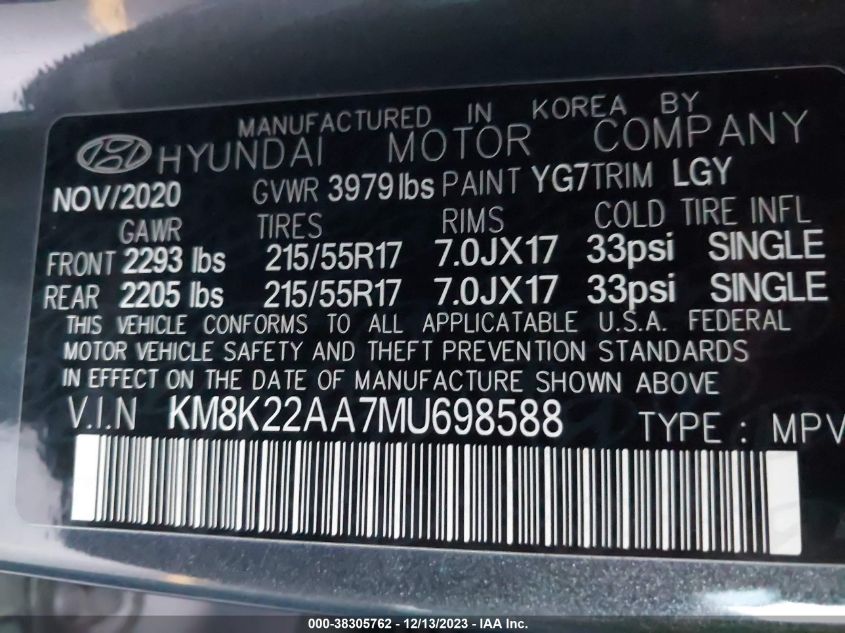 MANUFACTURED IN KOREA BY
HYUNDAI MOTOR COMPANY
NOV/2020 GVWR 3979lbs PAINT YG7 TRIM LGY
GAWR TIRES RIMS COLD TIRE INFL
FRONT 2293 lbs 215/55R17 7.0JX17 33psi SINGLE
REAR 2205 lbs 215/55R17 7.0JX17 33psi SINGLE
THIS VEHICLE CONFORMS TO ALL APPLICATABLE U.S.A. FEDERAL
MOTOR VEHICLE SAFETY AND THEFT PREVENTION STANDARDS
IN EFFECT ON THE DATE OF MANUFACTURE SHOWN ABOVE
V.I.N KM8K22AA7MU698588 TYPE : MPV
000-38305762 - 12/13/2023 - IAA Inc.